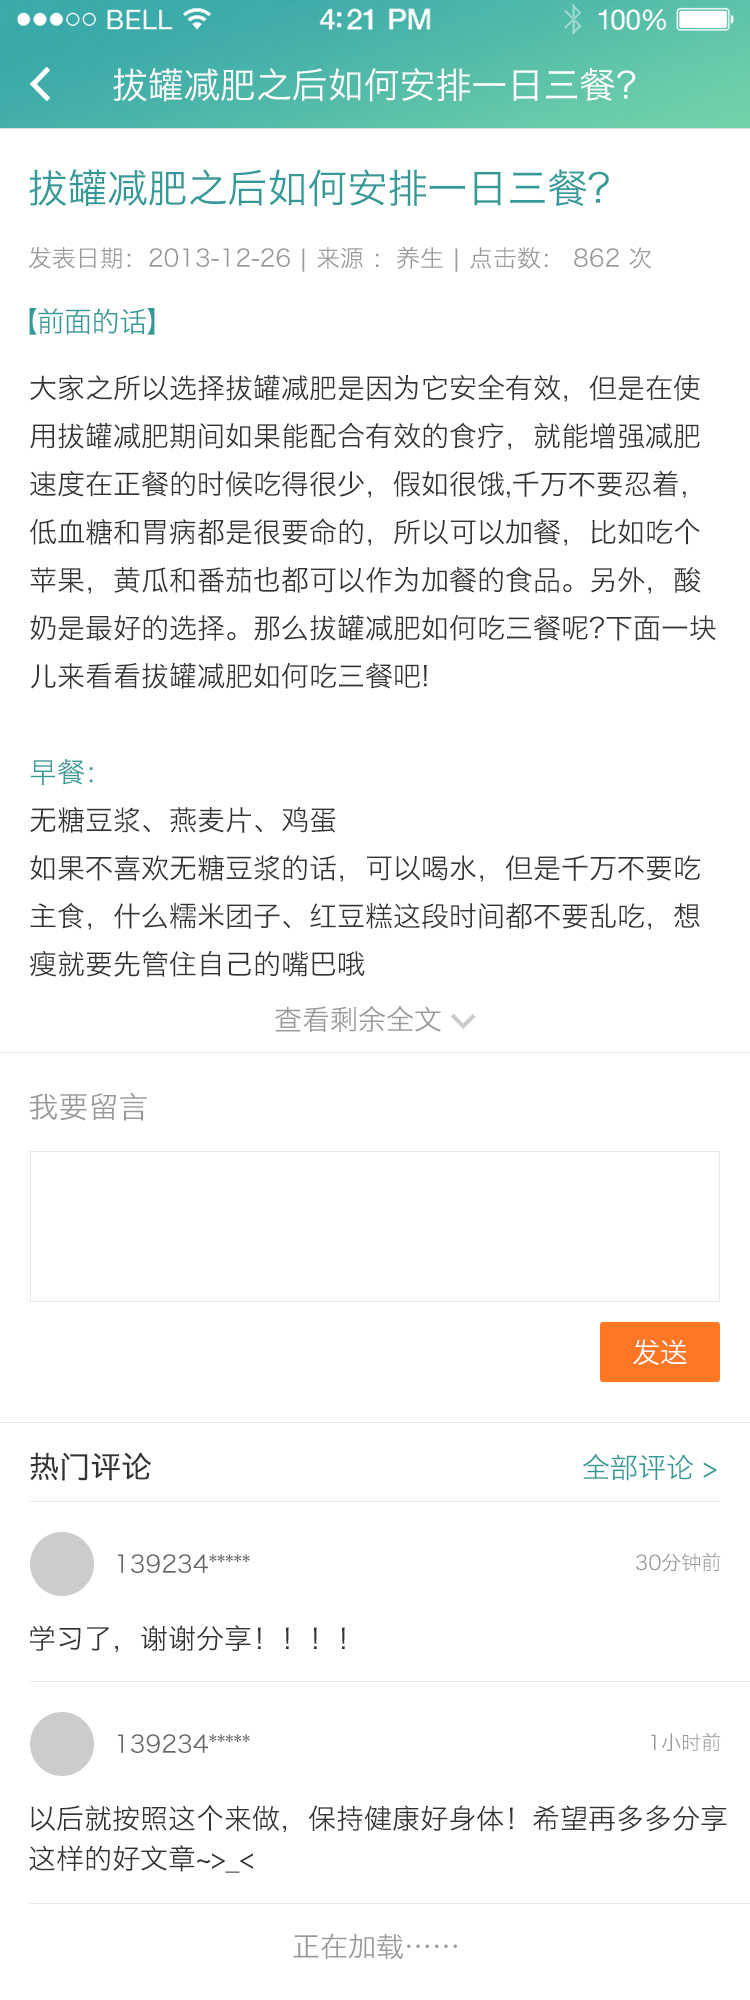 BELL 4:21 PM 100%
拔罐减肥之后如何安排一日三餐?
拔罐减肥之后如何安排一日三餐?
发表日期：2013-12-26 | 来源 ：养生 | 点击数： 862 次
【前面的话】
大家之所以选择拔罐减肥是因为它安全有效，但是在使
用拔罐减肥期间如果能配合有效的食疗，就能增强减肥
速度在正餐的时候吃得很少，假如很饿,千万不要忍着，
低血糖和胃病都是很要命的，所以可以加餐，比如吃个
苹果，黄瓜和番茄也都可以作为加餐的食品。另外，酸
奶是最好的选择。那么拔罐减肥如何吃三餐呢?下面一块
儿来看看拔罐减肥如何吃三餐吧!
早餐：
无糖豆浆、燕麦片、鸡蛋
如果不喜欢无糖豆浆的话，可以喝水，但是千万不要吃
主食，什么糯米团子、红豆糕这段时间都不要乱吃，想
瘦就要先管住自己的嘴巴哦
查看剩余全文
我要留言
发送
热门评论 全部评论 >
139234***** 30分钟前
学习了，谢谢分享！！！！
139234***** 1小时前
以后就按照这个来做，保持健康好身体！希望再多多分享
这样的好文章~>_<
正在加载……